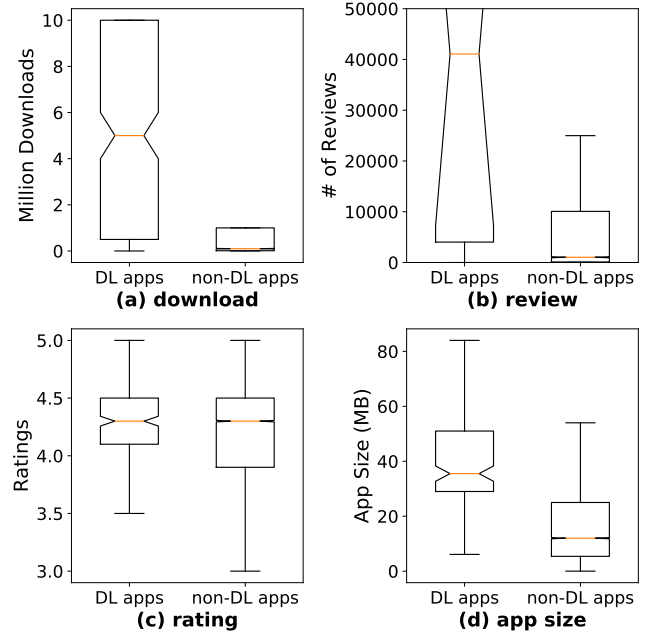 Million Downloads
10
8
6
4
2
0
DL apps non-DL apps
(a) download
# of Reviews
50000
40000
30000
20000
10000
0
DL apps non-DL apps
(b) review
Ratings
5.0
4.5
4.0
3.5
3.0
DL apps non-DL apps
(c) rating
App Size (MB)
80
60
40
20
0
DL apps non-DL apps
(d) app size